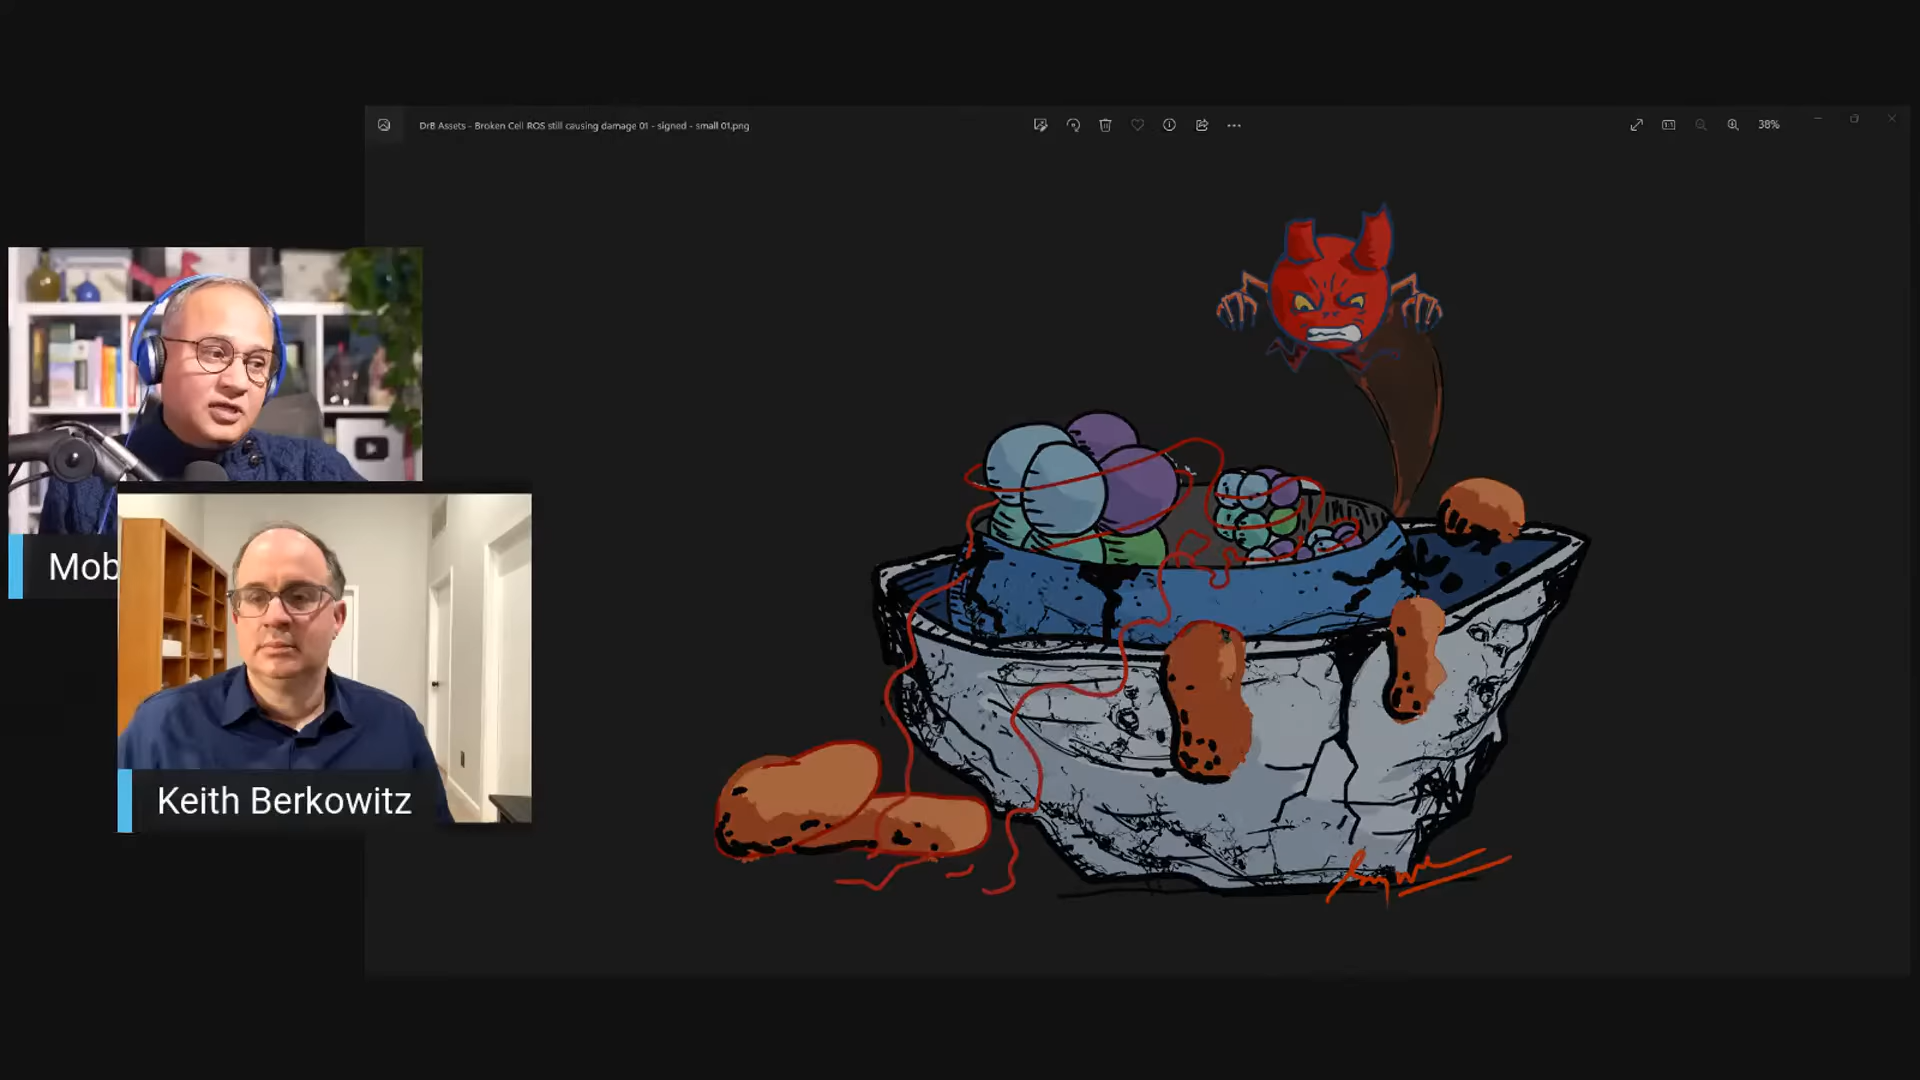 DrB Assets - Broken Cell ROS still causing damage 01 - signed - small 01.png
38%
Mob
Keith Berkowitz